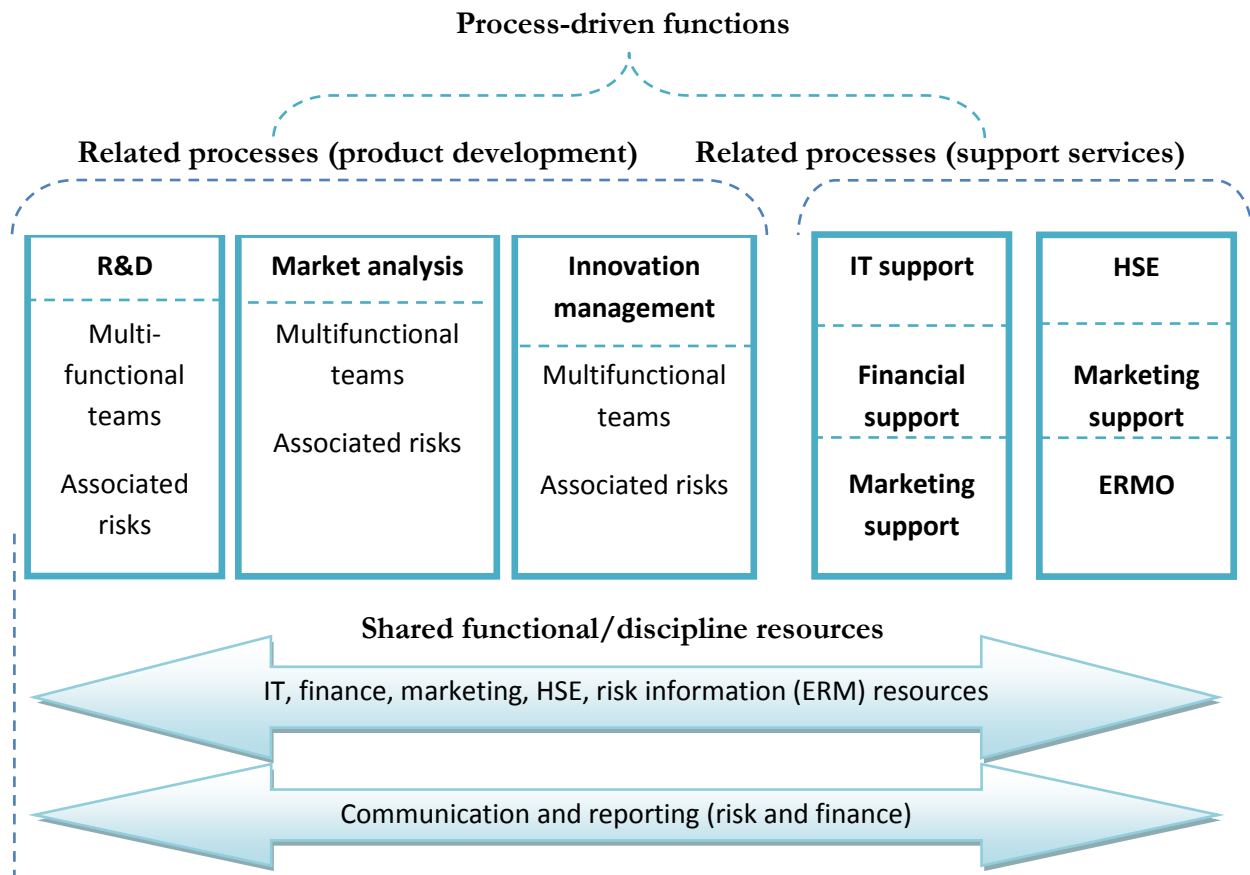 Process-driven functions
Related processes (product development)
Related processes (support services)
R&D
Multi-
functional
teams
Associated
risks
Market analysis
Multifunctional
teams
Associated risks
Innovation
management
Multifunctional
teams
Associated risks
IT support
Financial
support
Marketing
support
HSE
Marketing
support
ERMO
Shared functional/discipline resources
IT, finance, marketing, HSE, risk information (ERM) resources
Communication and reporting (risk and finance)